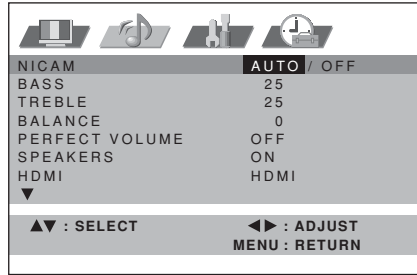 NICAM AUTO / OFF
BASS 25
TREBLE 25
BALANCE 0
PERFECT VOLUME OFF
SPEAKERS ON
HDMI HDMI
▼
▲▼ : SELECT ◀▶ : ADJUST
MENU : RETURN